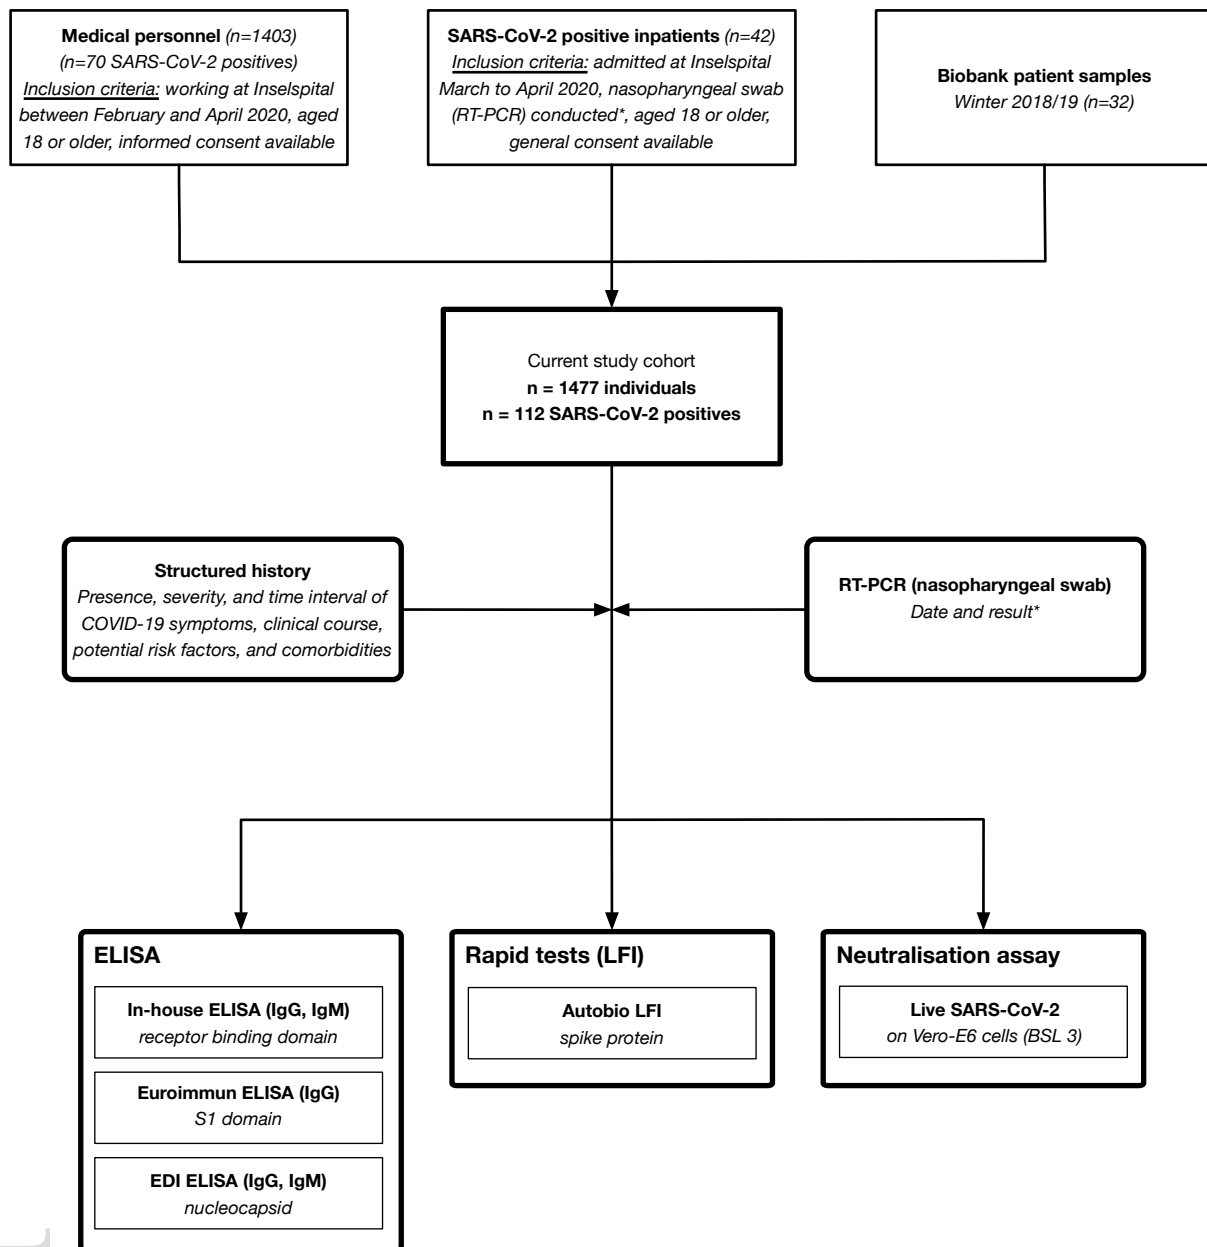 Medical personnel (n=1403)
(n=70 SARS-CoV-2 positives)
Inclusion criteria: working at Inselspital
between February and April 2020, aged
18 or older, informed consent available
SARS-CoV-2 positive inpatients (n=42)
Inclusion criteria: admitted at Inselspital
March to April 2020, nasopharyngeal swab
(RT-PCR) conducted*, aged 18 or older,
general consent available
Biobank patient samples
Winter 2018/19 (n=32)
Current study cohort
n = 1477 individuals
n = 112 SARS-CoV-2 positives
Structured history
Presence, severity, and time interval of
COVID-19 symptoms, clinical course,
potential risk factors, and comorbidities
RT-PCR (nasopharyngeal swab)
Date and result*
ELISA
In-house ELISA (IgG, IgM)
receptor binding domain
Euroimmun ELISA (IgG)
S1 domain
EDI ELISA (IgG, IgM)
nucleocapsid
Rapid tests (LFI)
Autobio LFI
spike protein
Neutralisation assay
Live SARS-CoV-2
on Vero-E6 cells (BSL 3)